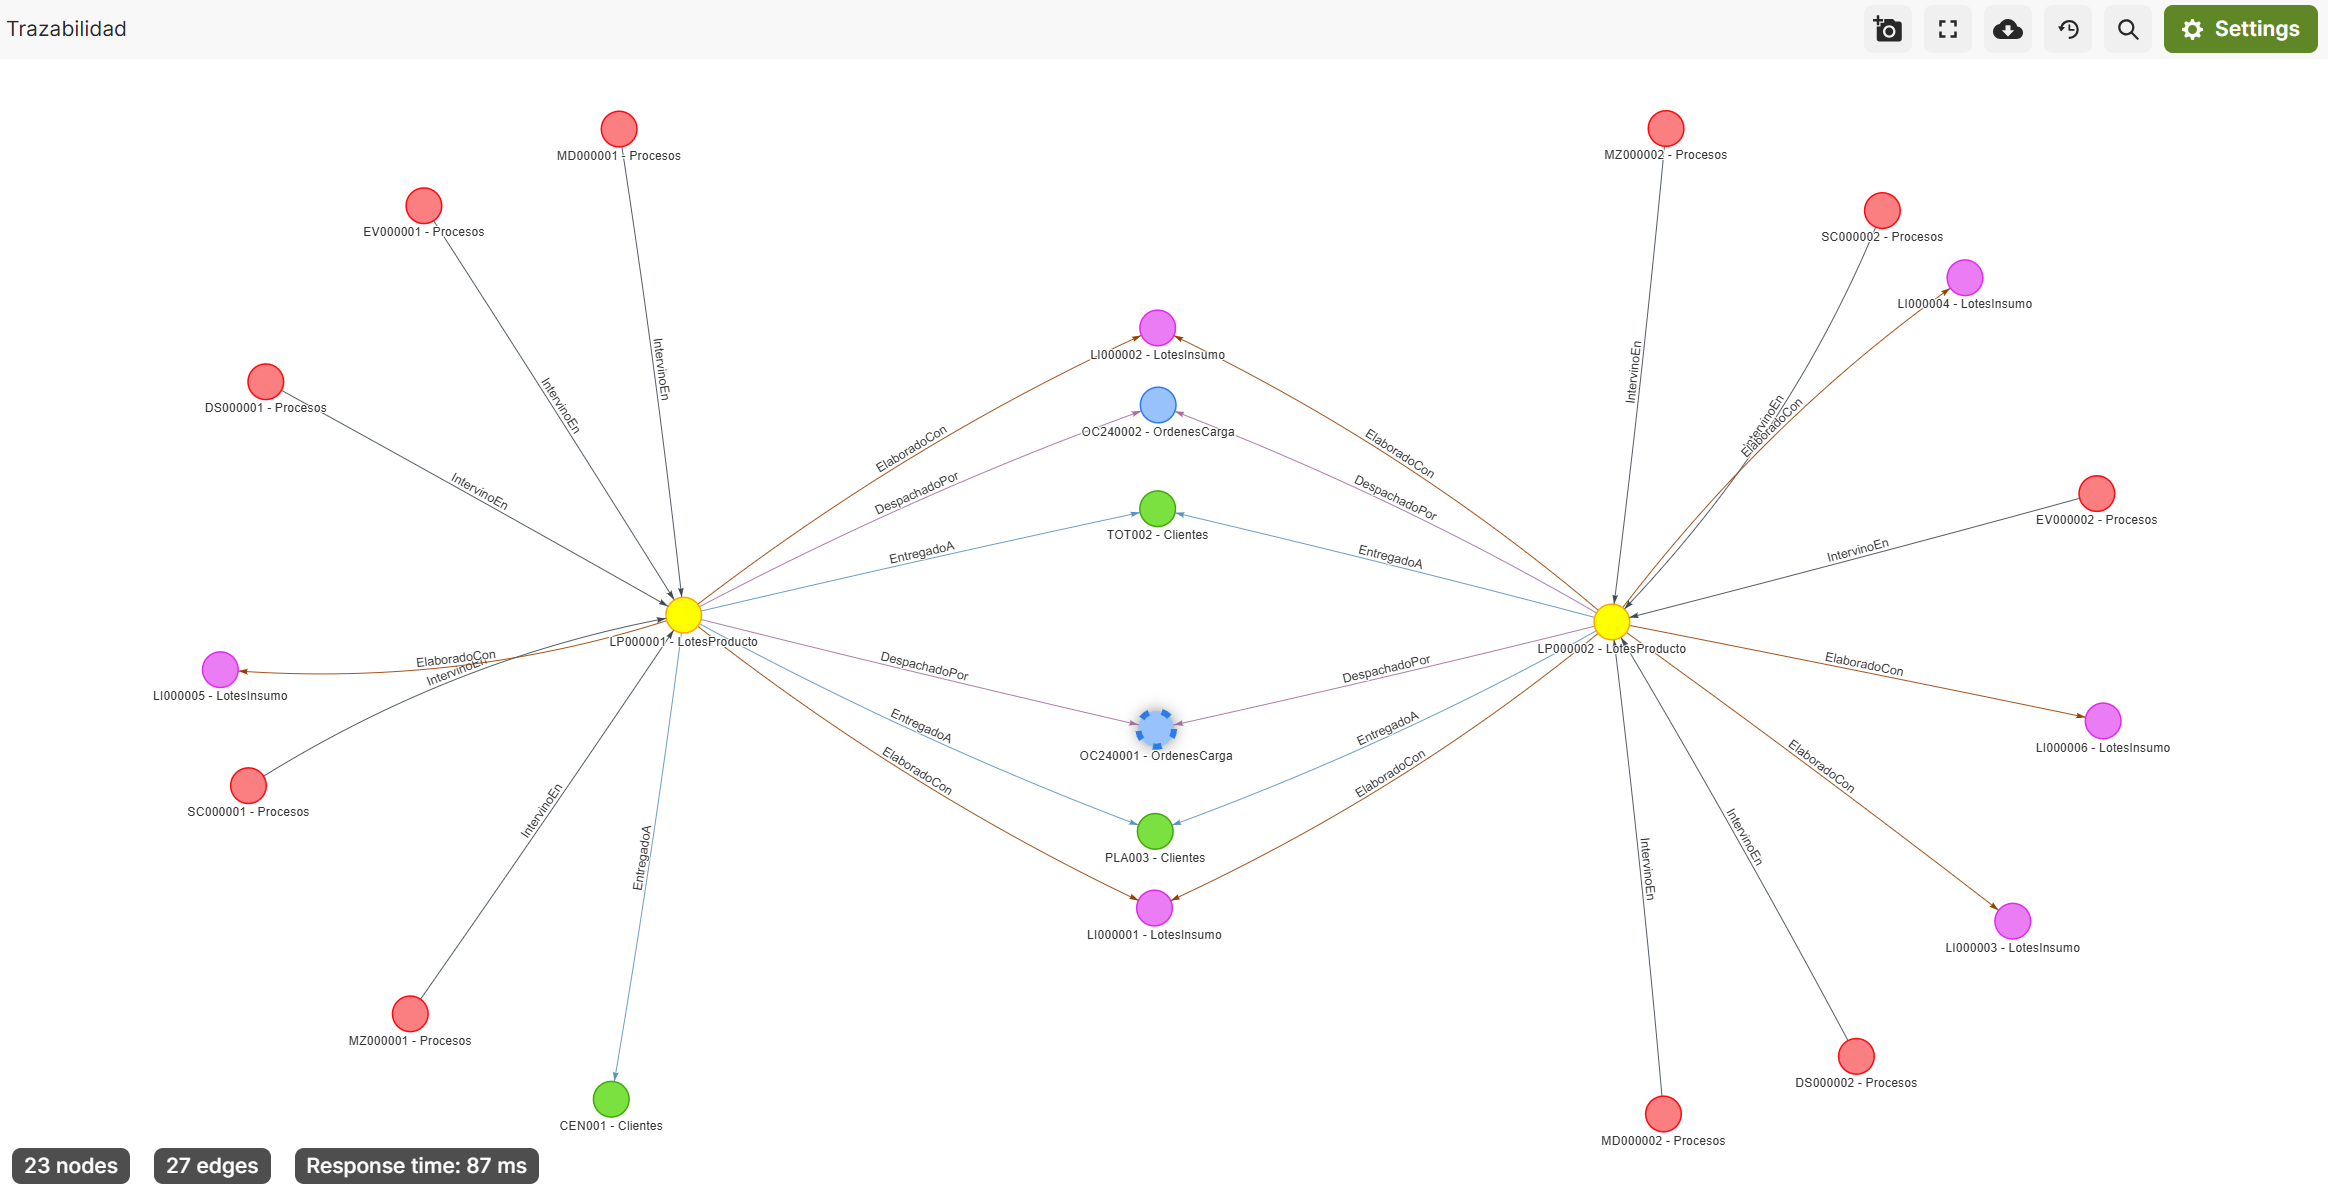 Trazabilidad
Settings
MD000001 - Procesos
MZ000002 - Procesos
EV000001 - Procesos
SC000002 - Procesos
LI000004 - LotesInsumo
LI000002 - LotesInsumo
IntervinoEn
IntervinoEn
IntervinoEn
DS000001 - Procesos
IntervinoEn
ElaboradoCon
OC240002 - OrdenesCarga
ElaboradoCon
ElaboradoCon
IntervinoEn
DespachadoPor
DespachadoPor
EV000002 - Procesos
TOT002 - Clientes
EntregadoA
EntregadoA
IntervinoEn
LP000001 - LotesProducto
LP000002 - LotesProducto
ElaboradoCon
IntervinoEn
DespachadoPor
DespachadoPor
ElaboradoCon
LI000005 - LotesInsumo
EntregadoA
EntregadoA
OC240001 - OrdenesCarga
LI000006 - LotesInsumo
ElaboradoCon
ElaboradoCon
ElaboradoCon
SC000001 - Procesos
IntervinoEn
IntervinoEn
EntregadoA
PLA003 - Clientes
IntervinoEn
LI000001 - LotesInsumo
LI000003 - LotesInsumo
MZ000001 - Procesos
DS000002 - Procesos
CEN001 - Clientes
MD000002 - Procesos
23 nodes
27 edges
Response time: 87 ms